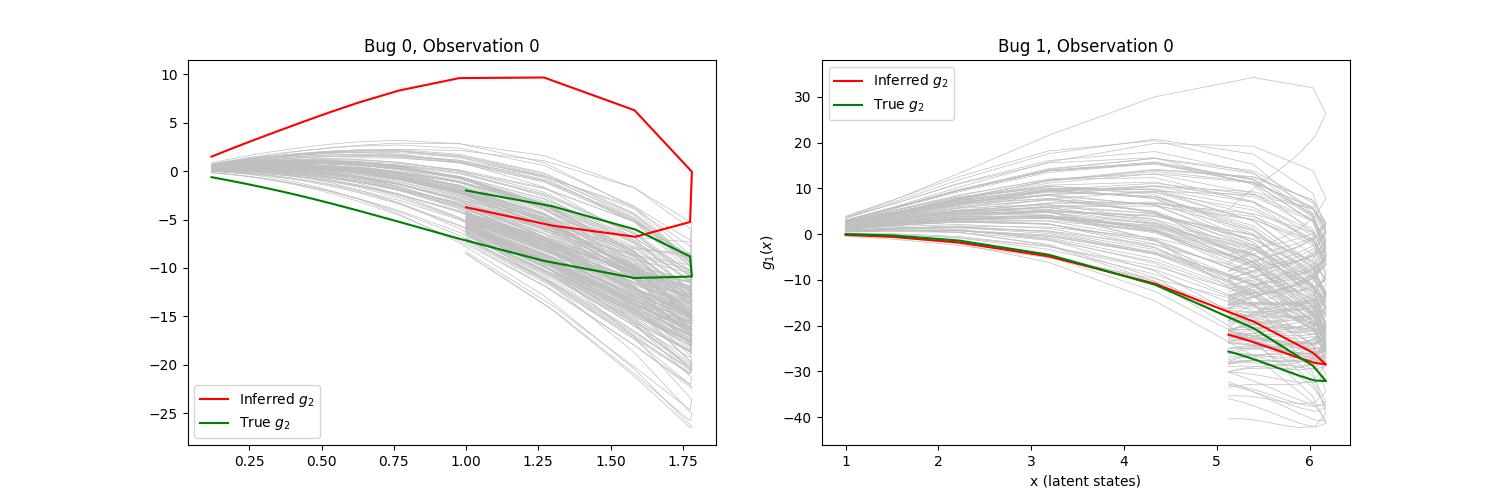 Bug 0, Observation 0
10
5
0
−5
−10
−15
−20
−25
Inferred g₂
True g₂
0.25 0.50 0.75 1.00 1.25 1.50 1.75
Bug 1, Observation 0
Inferred g₂
True g₂
30
20
10
0
−10
−20
−30
−40
g₁(x)
1 2 3 4 5 6
x (latent states)